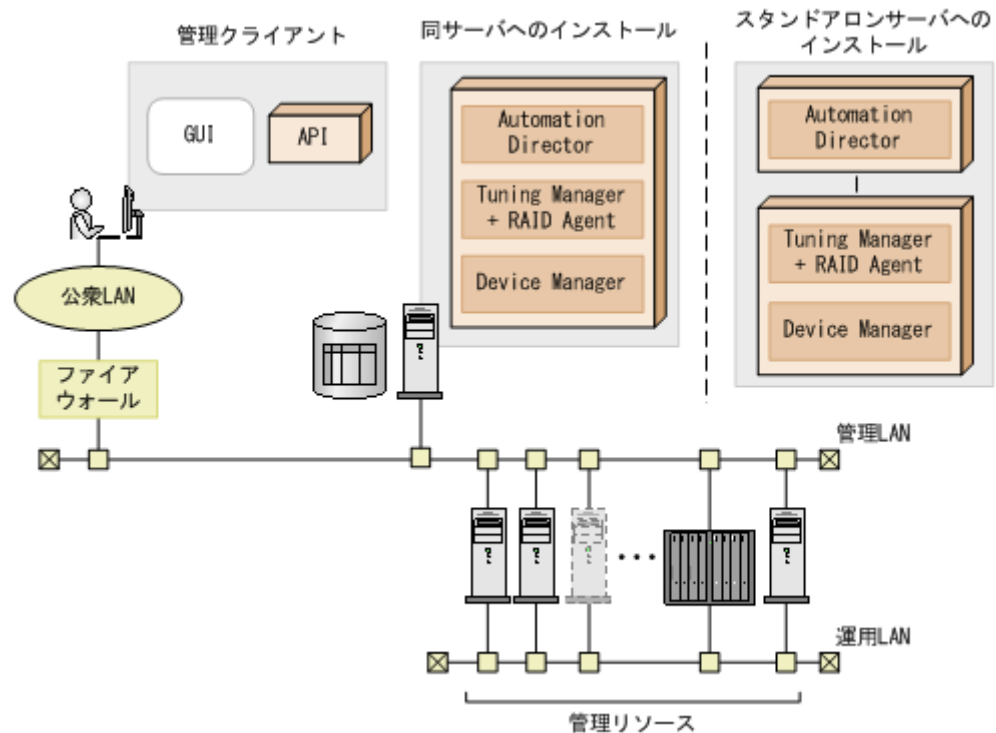 管理クライアント
同サーバへのインストール
スタンドアロンサーバへの
インストール
GUI
API
Automation
Director
Tuning Manager
+ RAID Agent
Device Manager
Automation
Director
Tuning Manager
+ RAID Agent
Device Manager
公衆LAN
ファイア
ウォール
管理LAN
運用LAN
管理リソース